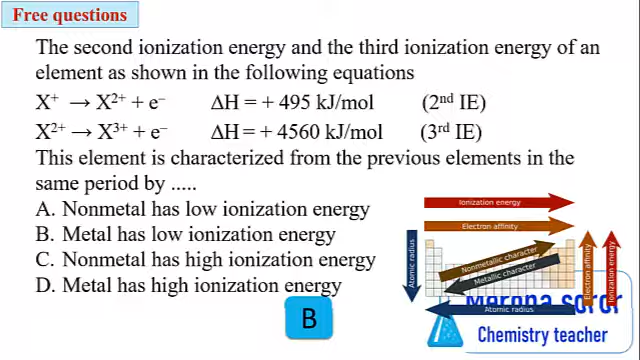 Free questions
The second ionization energy and the third ionization energy of an
element as shown in the following equations
X⁺ → X²⁺ + e⁻ ΔH = + 495 kJ/mol (2ⁿᵈ IE)
X²⁺ → X³⁺ + e⁻ ΔH = + 4560 kJ/mol (3ʳᵈ IE)
This element is characterized from the previous elements in the
same period by .....
A. Nonmetal has low ionization energy
B. Metal has low ionization energy
C. Nonmetal has high ionization energy
D. Metal has high ionization energy
B
Ionization energy
Electron affinity
Atomic radius
Nonmetallic character
Metallic character
Electron affinity
Ionization energy
Atomic radius
Chemistry teacher